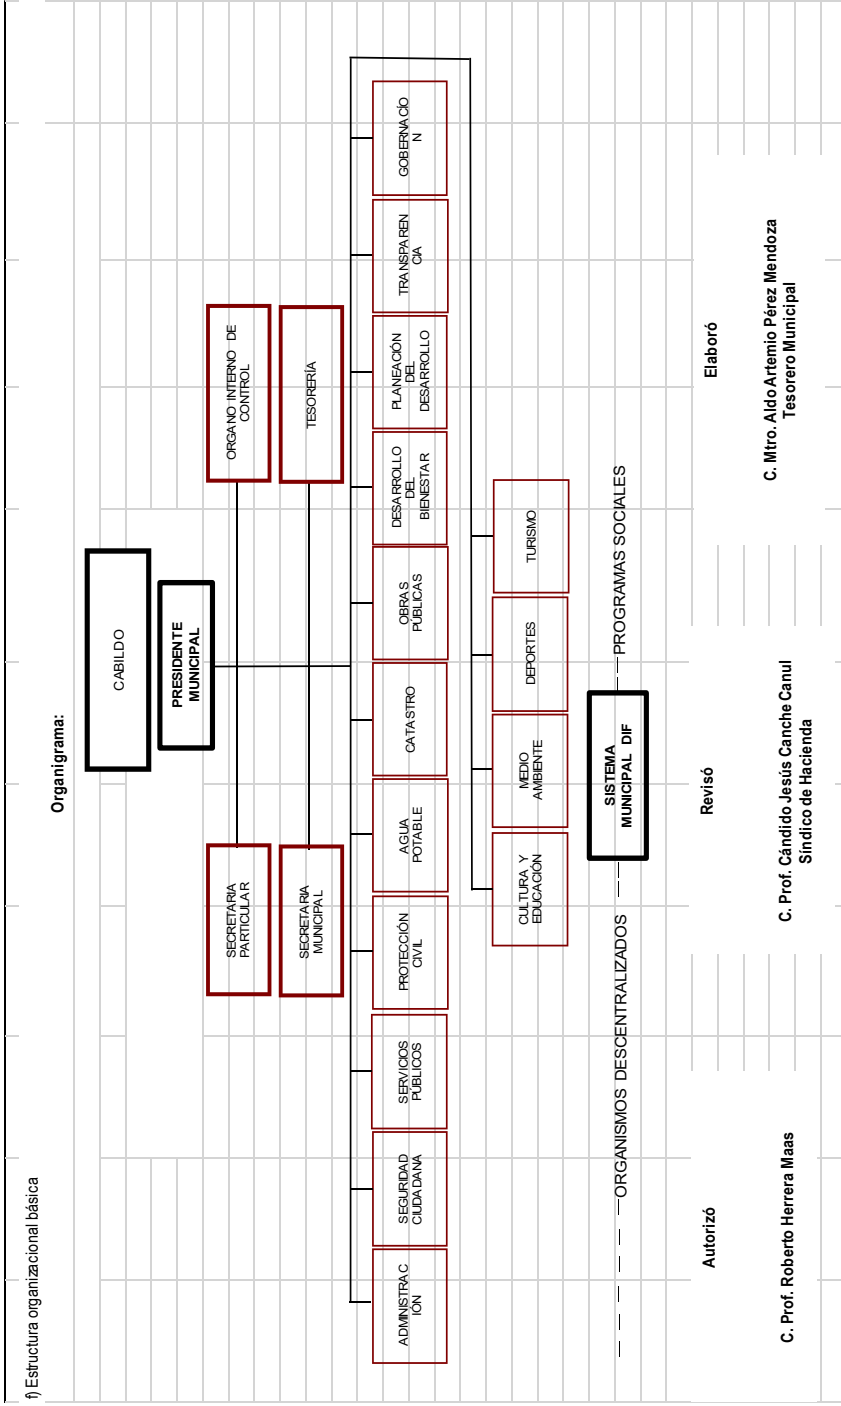 f) Estructura organizacional básica
Organigrama:
CABILDO
PRESIDENTE
MUNICIPAL
SECRETARIA
PARTICULAR
ORGANO INTERNO DE
CONTROL
SECRETARIA
MUNICIPAL
TESORERÍA
ADMINISTRAC
IÓN
SEGURIDAD
CIUDADANA
SERVICIOS
PÚBLICOS
PROTECCIÓN
CIVIL
AGUA
POTABLE
CATASTRO
OBRAS
PÚBLICAS
DESARROLLO
DEL
BIENESTAR
PLANEACIÓN
DEL
DESARROLLO
TRANSPAREN
CIA
GOBERNACÍO
N
CULTURA Y
EDUCACIÓN
MEDIO
AMBIENTE
DEPORTES
TURISMO
ORGANISMOS DESCENTRALIZADOS
SISTEMA
MUNICIPAL DIF
PROGRAMAS SOCIALES
Autorizó
C. Prof. Roberto Herrera Maas
Revisó
C. Prof. Cándido Jesús Canche Canul
Síndico de Hacienda
Elaboró
C. Mtro. Aldo Artemio Pérez Mendoza
Tesorero Municipal